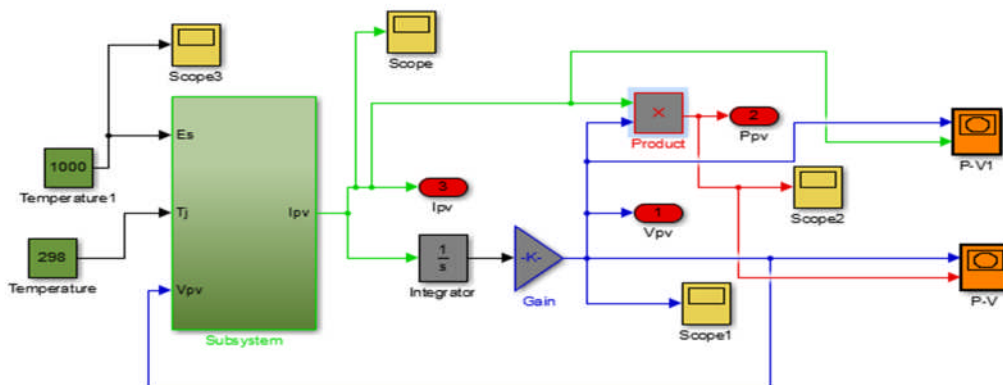 Scope3
Scope
Es
1000
Temperature1
×
Product
2
Ppv
P-V1
Tj
Ipv
3
Ipv
Scope2
1
Vpv
298
Temperature
1
s
Integrator
-K-
Gain
Vpv
Subsystem
Scope1
P-V